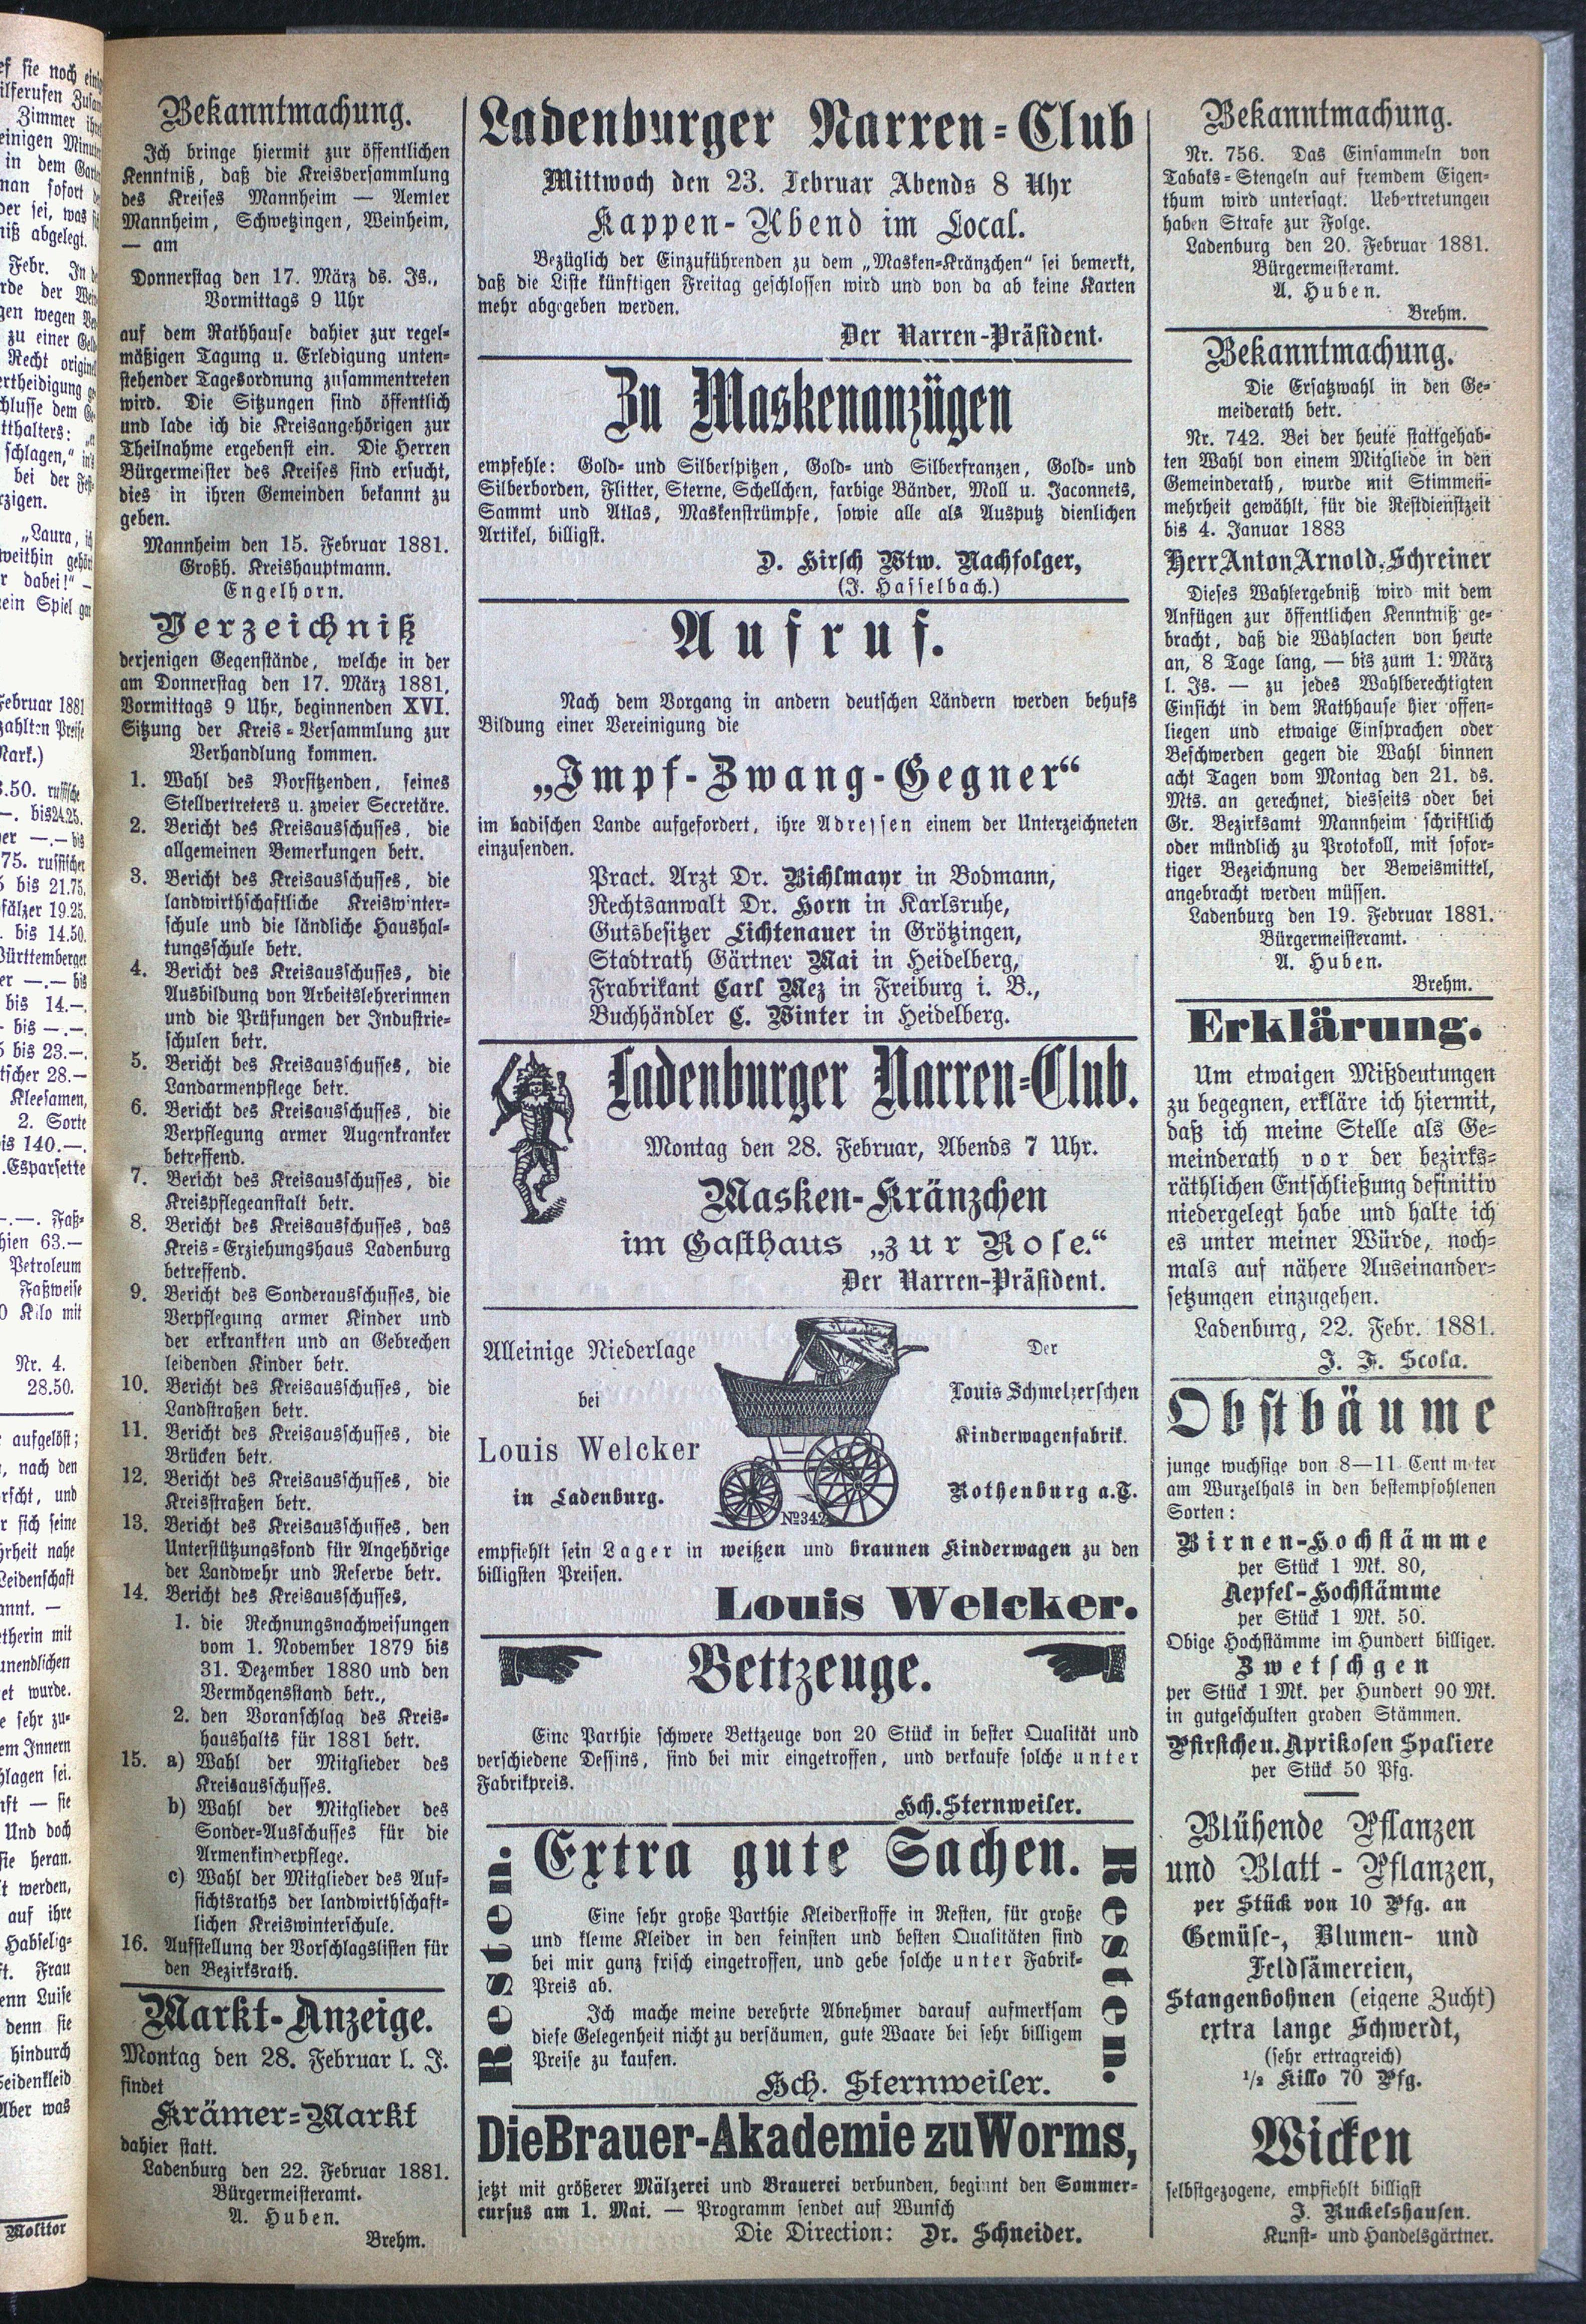 Bekanntmachung.
Ich bringe hiermit zur öffentlichen
Kenntniß, daß die Kreisversammlung
des Kreises Mannheim — Aemter
Mannheim, Schwetzingen, Weinheim,
— am
Donnerstag den 17. März ds. Js.,
Vormittags 9 Uhr
auf dem Rathhause dahier zur regel-
mäßigen Tagung u. Erledigung unten-
stehender Tagesordnung zusammentreten
wird. Die Sitzungen sind öffentlich
und lade ich die Kreisangehörigen zur
Theilnahme ergebenst ein. Die Herren
Bürgermeister des Kreises sind ersucht,
dies in ihren Gemeinden bekannt zu
geben.
Mannheim den 15. Februar 1881.
Großh. Kreishauptmann.
Engelhorn.
Verzeichniß
derjenigen Gegenstände, welche in der
am Donnerstag den 17. März 1881,
Vormittags 9 Uhr, beginnenden XVI.
Sitzung der Kreis-Versammlung zur
Verhandlung kommen.
1. Wahl des Vorsitzenden, seines
Stellvertreters u. zweier Secretäre.
2. Bericht des Kreisausschusses, die
allgemeinen Bemerkungen betr.
3. Bericht des Kreisausschusses, die
landwirthschaftliche Kreiswinter-
schule und die ländliche Haushal-
tungsschule betr.
4. Bericht des Kreisausschusses, die
Ausbildung von Arbeitslehrerinnen
und die Prüfungen der Industrie-
schulen betr.
5. Bericht des Kreisausschusses, die
Landarmenpflege betr.
6. Bericht des Kreisausschusses, die
Verpflegung armer Augenkranker
betreffend.
7. Bericht des Kreisausschusses, die
Kreispflegeanstalt betr.
8. Bericht des Kreisausschusses, das
Kreis-Erziehungshaus Ladenburg
betreffend.
9. Bericht des Sonderausschusses, die
Verpflegung armer Kinder und
der erkrankten und an Gebrechen
leidenden Kinder betr.
10. Bericht des Kreisausschusses, die
Landstraßen betr.
11. Bericht des Kreisausschusses, die
Brücken betr.
12. Bericht des Kreisausschusses, die
Kreisstraßen betr.
13. Bericht des Kreisausschusses, den
Unterstützungsfond für Angehörige
der Landwehr und Reserve betr.
14. Bericht des Kreisausschusses,
1. die Rechnungsnachweisungen
vom 1. November 1879 bis
31. Dezember 1880 und den
Vermögensstand betr.,
2. den Voranschlag des Kreis-
haushalts für 1881 betr.
15. a) Wahl der Mitglieder des
Kreisausschusses.
b) Wahl der Mitglieder des
Sonder-Ausschusses für die
Armenkinderpflege.
c) Wahl der Mitglieder des Auf-
sichtsraths der landwirthschaft-
lichen Kreiswinterschule.
16. Aufstellung der Vorschlagslisten für
den Bezirksrath.
Markt-Anzeige.
Montag den 28. Februar l. J.
findet
Krämer-Markt
dahier statt.
Ladenburg den 22. Februar 1881.
Bürgermeisteramt.
A. Huben.
Brehm.
Ladenburger Narren-Club
Mittwoch den 23. Februar Abends 8 Uhr
Kappen-Abend im Local.
Bezüglich der Einzuführenden zu dem „Masken-Kränzchen“ sei bemerkt,
daß die Liste künftigen Freitag geschlossen wird und von da ab keine Karten
mehr abgegeben werden.
Der Narren-Präsident.
Zu Maskenanzügen
empfehle: Gold- und Silberspitzen, Gold- und Silberfranzen, Gold- und
Silberborden, Flitter, Sterne, Schellchen, farbige Bänder, Moll u. Jaconnets,
Sammt und Atlas, Maskenstrümpfe, sowie alle als Ausputz dienlichen
Artikel, billigst.
D. Hirsch Wtw. Nachfolger,
(J. Hasselbach.)
Aufruf.
Nach dem Vorgang in andern deutschen Ländern werden behufs
Bildung einer Vereinigung die
„Impf-Zwang-Gegner“
im badischen Lande aufgefordert, ihre Adressen einem der Unterzeichneten
einzusenden.
Pract. Arzt Dr. Bichlmayr in Bodmann,
Rechtsanwalt Dr. Horn in Karlsruhe,
Gutsbesitzer Lichtenauer in Grötzingen,
Stadtrath Gärtner Mai in Heidelberg,
Frabrikant Carl Mez in Freiburg i. B.,
Buchhändler C. Winter in Heidelberg.
Ladenburger Narren-Club.
Montag den 28. Februar, Abends 7 Uhr.
Masken-Kränzchen
im Gasthaus „zur Rose.“
Der Narren-Präsident.
Alleinige Niederlage
bei
Louis Welcker
in Ladenburg.
No 342
Der
Louis Schmelzerschen
Kinderwagenfabrik.
Rothenburg a.T.
empfiehlt sein Lager in weißen und braunen Kinderwagen zu den
billigsten Preisen.
Louis Welcker.
Bettzeuge.
Eine Parthie schwere Bettzeuge von 20 Stück in bester Qualität und
verschiedene Dessins, sind bei mir eingetroffen, und verkaufe solche unter
Fabrikpreis.
Hch. Sternweiler.
Resten.
Extra gute Sachen.
Eine sehr große Parthie Kleiderstoffe in Resten, für große
und kleine Kleider in den feinsten und besten Qualitäten sind
bei mir ganz frisch eingetroffen, und gebe solche unter Fabrik-
Preis ab.
Ich mache meine verehrte Abnehmer darauf aufmerksam
diese Gelegenheit nicht zu versäumen, gute Waare bei sehr billigem
Preise zu kaufen.
Hch. Sternweiler.
Resten.
Die Brauer-Akademie zu Worms,
jetzt mit größerer Mälzerei und Brauerei verbunden, beginnt den Sommer-
cursus am 1. Mai. — Programm sendet auf Wunsch
Die Direction: Dr. Schneider.
Bekanntmachung.
Nr. 756. Das Einsammeln von
Tabaks-Stengeln auf fremdem Eigen-
thum wird untersagt. Uebertretungen
haben Strafe zur Folge.
Ladenburg den 20. Februar 1881.
Bürgermeisteramt.
A. Huben.
Brehm.
Bekanntmachung.
Die Ersatzwahl in den Ge-
meiderath betr.
Nr. 742. Bei der heute stattgehab-
ten Wahl von einem Mitgliede in den
Gemeinderath, wurde mit Stimmen-
mehrheit gewählt, für die Restdienstzeit
bis 4. Januar 1883
Herr Anton Arnold, Schreiner
Dieses Wahlergebniß wird mit dem
Anfügen zur öffentlichen Kenntniß ge-
bracht, daß die Wahlacten von heute
an, 8 Tage lang, — bis zum 1. März
l. Js. — zu jedes Wahlberechtigten
Einsicht in dem Rathhause hier offen-
liegen und etwaige Einsprachen oder
Beschwerden gegen die Wahl binnen
acht Tagen vom Montag den 21. ds.
Mts. an gerechnet, diesseits oder bei
Gr. Bezirksamt Mannheim schriftlich
oder mündlich zu Protokoll, mit sofor-
tiger Bezeichnung der Beweismittel,
angebracht werden müssen.
Ladenburg den 19. Februar 1881.
Bürgermeisteramt.
A. Huben.
Brehm.
Erklärung.
Um etwaigen Mißdeutungen
zu begegnen, erkläre ich hiermit,
daß ich meine Stelle als Ge-
meinderath vor der bezirks-
räthlichen Entschließung definitiv
niedergelegt habe und halte ich
es unter meiner Würde, noch-
mals auf nähere Auseinander-
setzungen einzugehen.
Ladenburg, 22. Febr. 1881.
J. F. Scola.
Obstbäume
junge wuchsige von 8—11 Centimeter
am Wurzelhals in den bestempfohlenen
Sorten:
Birnen-Hochstämme
per Stück 1 Mk. 80,
Aepfel-Hochstämme
per Stück 1 Mk. 50.
Obige Hochstämme im Hundert billiger.
Zwetschgen
per Stück 1 Mk. per Hundert 90 Mk.
in gutgeschulten graden Stämmen.
Pfirsichen. Aprikosen Spaliere
per Stück 50 Pfg.
Blühende Pflanzen
und Blatt-Pflanzen,
per Stück von 10 Pfg. an
Gemüse-, Blumen- und
Feldsämereien,
Stangenbohnen (eigene Zucht)
extra lange Schwerdt,
(sehr ertragreich)
1/2 Killo 70 Pfg.
Wicken
selbstgezogene, empfiehlt billigst
J. Ruckelshausen.
Kunst- und Handelsgärtner.